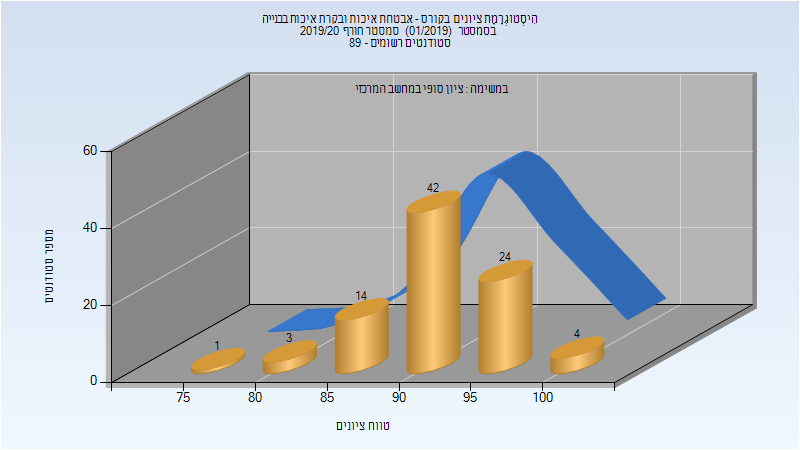 הִיסְטוֹגְרַמַת ציונים בקורס - אבטחת איכות ובקרת איכות בבנייה
בסמסטר (01/2019) סמסטר חורף 2019/20
סטודנטים רשומים - 89
במשימה : ציון סופי במחשב המרכזי
מספר סטודנטים
60
40
20
0
1
3
14
42
24
4
75
80
85
90
95
100
טווח ציונים